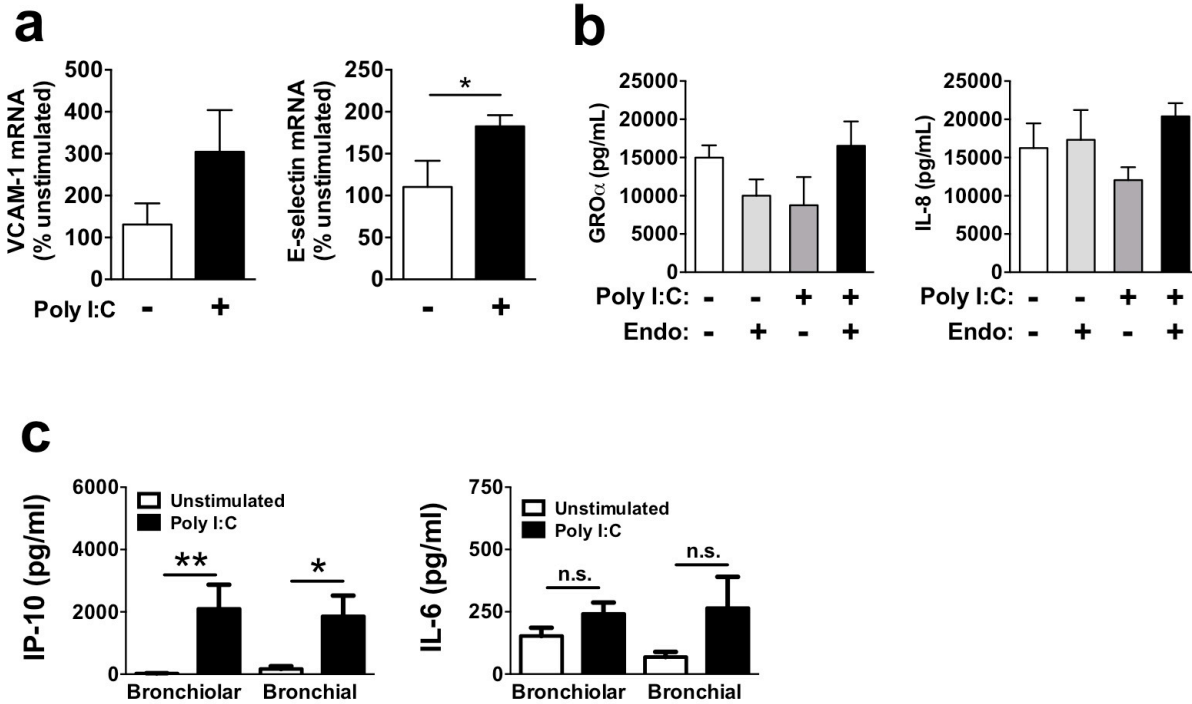 a
VCAM-1 mRNA
(% unstimulated)
500
400
300
200
100
0
Poly I:C - +
E-selectin mRNA
(% unstimulated)
250
200
150
100
50
0
*
- +
b
GROα (pg/mL)
25000
20000
15000
10000
5000
0
Poly I:C: - - + +
Endo: - + - +
IL-8 (pg/mL)
25000
20000
15000
10000
5000
0
Poly I:C: - - + +
Endo: - + - +
c
IP-10 (pg/ml)
6000
4000
2000
0
Unstimulated
Poly I:C
**
*
Bronchiolar Bronchial
IL-6 (pg/ml)
750
500
250
0
Unstimulated
Poly I:C
n.s.
n.s.
Bronchiolar Bronchial